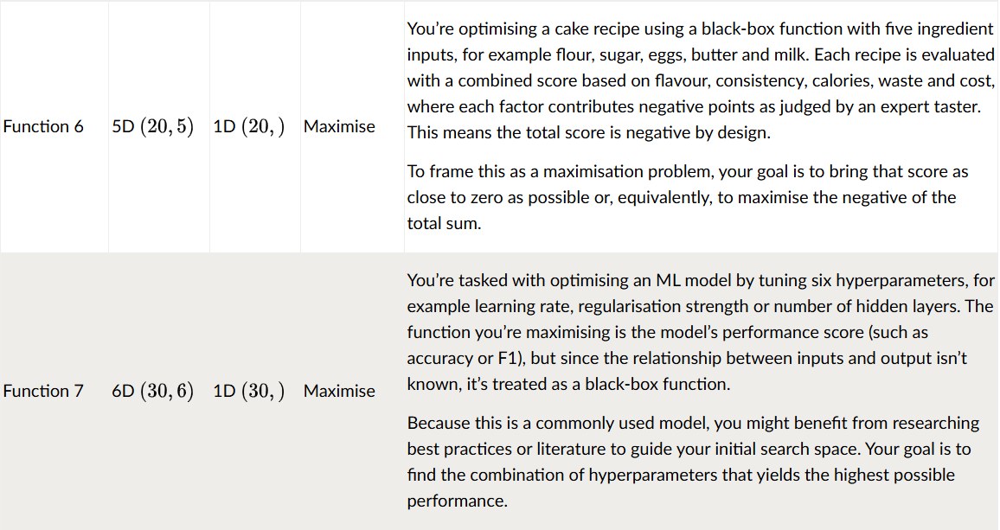 You’re optimising a cake recipe using a black-box function with five ingredient
inputs, for example flour, sugar, eggs, butter and milk. Each recipe is evaluated
with a combined score based on flavour, consistency, calories, waste and cost,
where each factor contributes negative points as judged by an expert taster.
Function 6 5D (20, 5) 1D (20, ) Maximise
This means the total score is negative by design.
To frame this as a maximisation problem, your goal is to bring that score as
close to zero as possible or, equivalently, to maximise the negative of the
total sum.
You’re tasked with optimising an ML model by tuning six hyperparameters, for
example learning rate, regularisation strength or number of hidden layers. The
function you’re maximising is the model’s performance score (such as
accuracy or F1), but since the relationship between inputs and output isn’t
known, it’s treated as a black-box function.
Function 7 6D (30, 6) 1D (30, ) Maximise
Because this is a commonly used model, you might benefit from researching
best practices or literature to guide your initial search space. Your goal is to
find the combination of hyperparameters that yields the highest possible
performance.